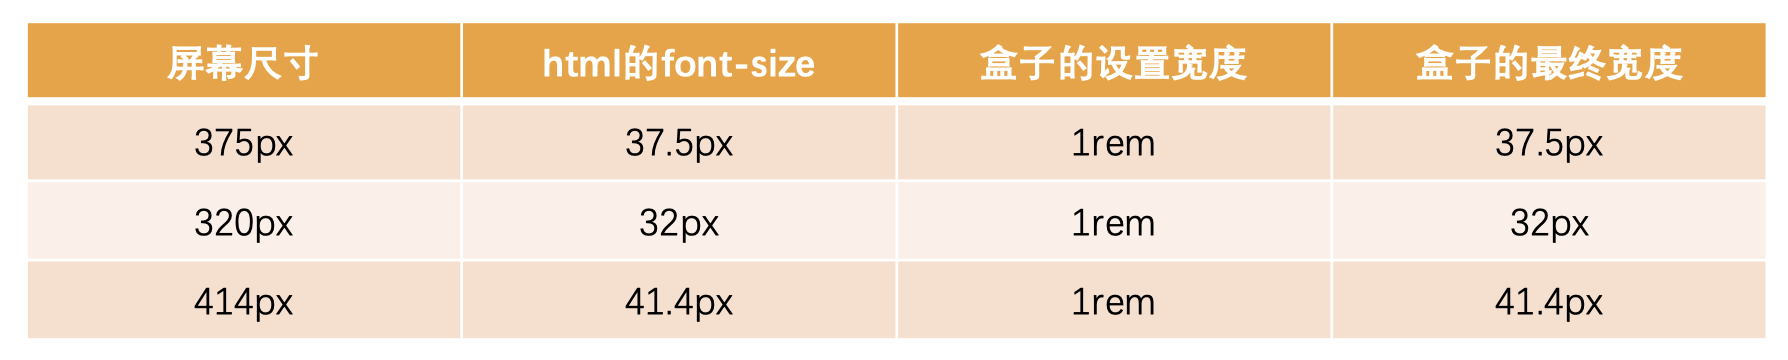 屏幕尺寸 html的font-size 盒子的设置宽度 盒子的最终宽度
375px 37.5px 1rem 37.5px
320px 32px 1rem 32px
414px 41.4px 1rem 41.4px